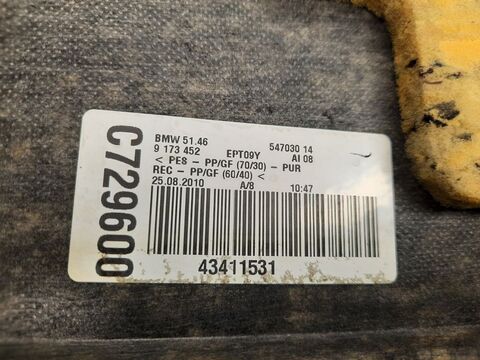 C729600
BMW 51.46 547030 14
9 173 452 EPT09Y AI 08
< PES - PP/GF (70/30) - PUR
REC - PP/GF (60/40) <
25.08.2010 A/8 10:47
43411531